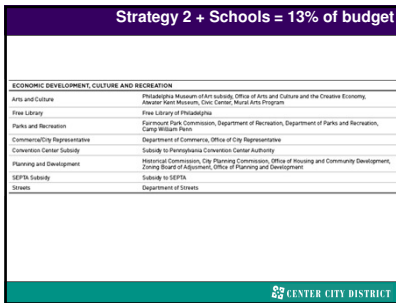 Strategy 2 + Schools = 13% of budget
ECONOMIC DEVELOPMENT, CULTURE AND RECREATION
Arts and Culture
Philadelphia Museum of Art subsidy, Office of Arts and Culture and the Creative Economy,
Atwater Kent Museum, Civic Center, Mural Arts Program
Free Library
Free Library of Philadelphia
Parks and Recreation
Fairmount Park Commission, Department of Recreation, Department of Parks and Recreation,
Camp William Penn
Commerce/City Representative
Department of Commerce, Office of City Representative
Convention Center Subsidy
Subsidy to Pennsylvania Convention Center Authority
Planning and Development
Historical Commission, City Planning Commission, Office of Housing and Community Development,
Zoning Board of Adjusment, Office of Planning and Development
SEPTA Subsidy
Subsidy to SEPTA
Streets
Department of Streets
CENTER CITY DISTRICT